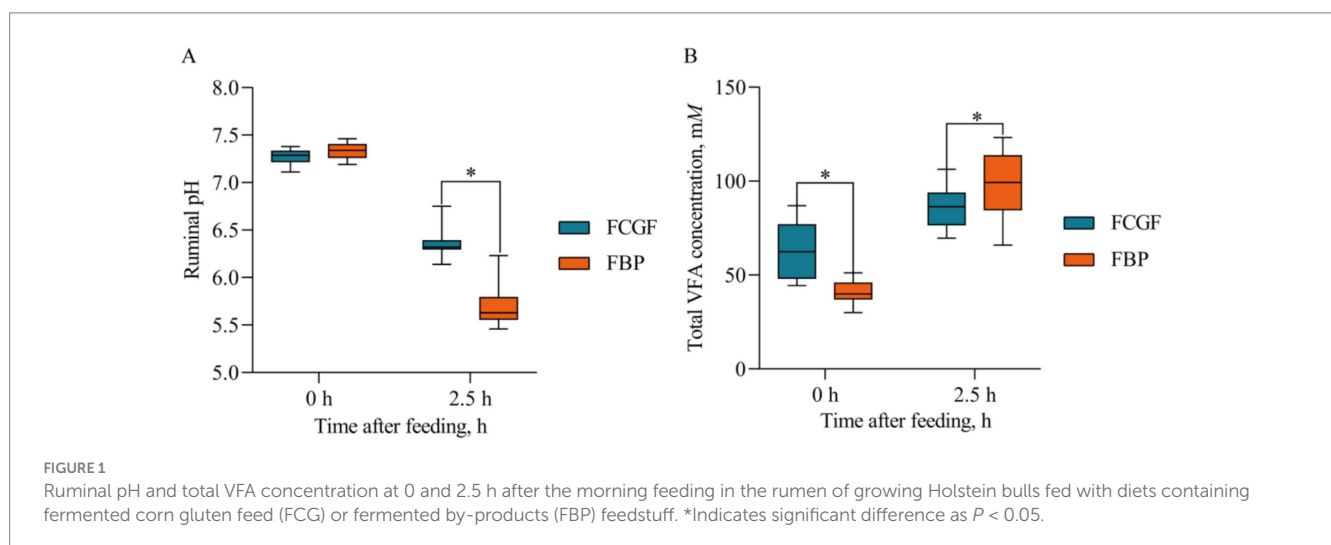 A
8.0
7.5
7.0
6.5
6.0
5.5
5.0
Ruminal pH
*
FCGF
FBP
0 h
2.5 h
Time after feeding, h
B
150
100
50
0
Total VFA concentration, mM
*
*
FCGF
FBP
0 h
2.5 h
Time after feeding, h
FIGURE 1
Ruminal pH and total VFA concentration at 0 and 2.5 h after the morning feeding in the rumen of growing Holstein bulls fed with diets containing
fermented corn gluten feed (FCG) or fermented by-products (FBP) feedstuff. *Indicates significant difference as P < 0.05.